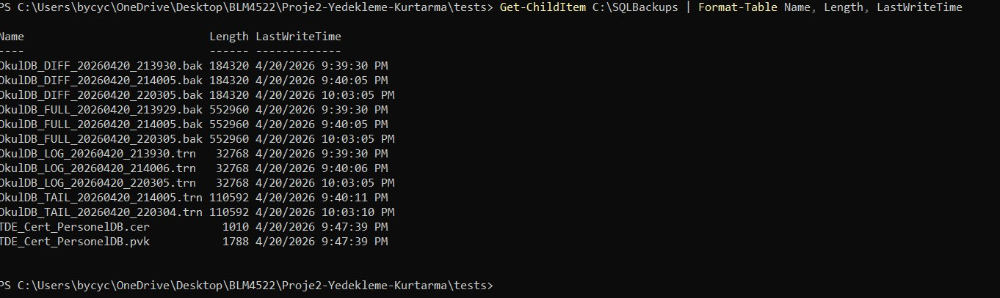 PS C:\Users\bycyc\OneDrive\Desktop\BLM4522\Proje2-Yedekleme-Kurtarma\tests> Get-ChildItem C:\SQLBackups | Format-Table Name, Length, LastWriteTime
Name Length LastWriteTime
---- ------ -------------
OkulDB_DIFF_20260420_213930.bak 184320 4/20/2026 9:39:30 PM
OkulDB_DIFF_20260420_214005.bak 184320 4/20/2026 9:40:05 PM
OkulDB_DIFF_20260420_220305.bak 184320 4/20/2026 10:03:05 PM
OkulDB_FULL_20260420_213929.bak 552960 4/20/2026 9:39:30 PM
OkulDB_FULL_20260420_214005.bak 552960 4/20/2026 9:40:05 PM
OkulDB_FULL_20260420_220305.bak 552960 4/20/2026 10:03:05 PM
OkulDB_LOG_20260420_213930.trn 32768 4/20/2026 9:39:30 PM
OkulDB_LOG_20260420_214006.trn 32768 4/20/2026 9:40:06 PM
OkulDB_LOG_20260420_220305.trn 32768 4/20/2026 10:03:05 PM
OkulDB_TAIL_20260420_214005.trn 110592 4/20/2026 9:40:11 PM
OkulDB_TAIL_20260420_220304.trn 110592 4/20/2026 10:03:10 PM
TDE_Cert_PersonelDB.cer 1010 4/20/2026 9:47:39 PM
TDE_Cert_PersonelDB.pvk 1788 4/20/2026 9:47:39 PM
PS C:\Users\bycyc\OneDrive\Desktop\BLM4522\Proje2-Yedekleme-Kurtarma\tests>